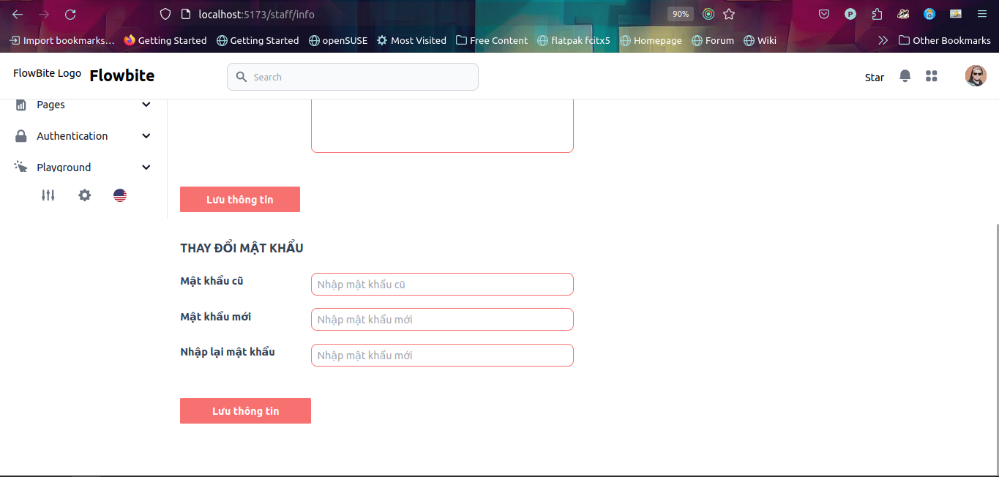 localhost:5173/staff/info
90%
P
Import bookmarks...
Getting Started
Getting Started
openSUSE
Most Visited
Free Content
flatpak fcitx5
Homepage
Forum
Wiki
Other Bookmarks
FlowBite Logo
Flowbite
Search
Star
Pages
Authentication
Playground
Lưu thông tin
THAY ĐỔI MẬT KHẨU
Mật khẩu cũ
Nhập mật khẩu cũ
Mật khẩu mới
Nhập mật khẩu mới
Nhập lại mật khẩu
Nhập mật khẩu mới
Lưu thông tin